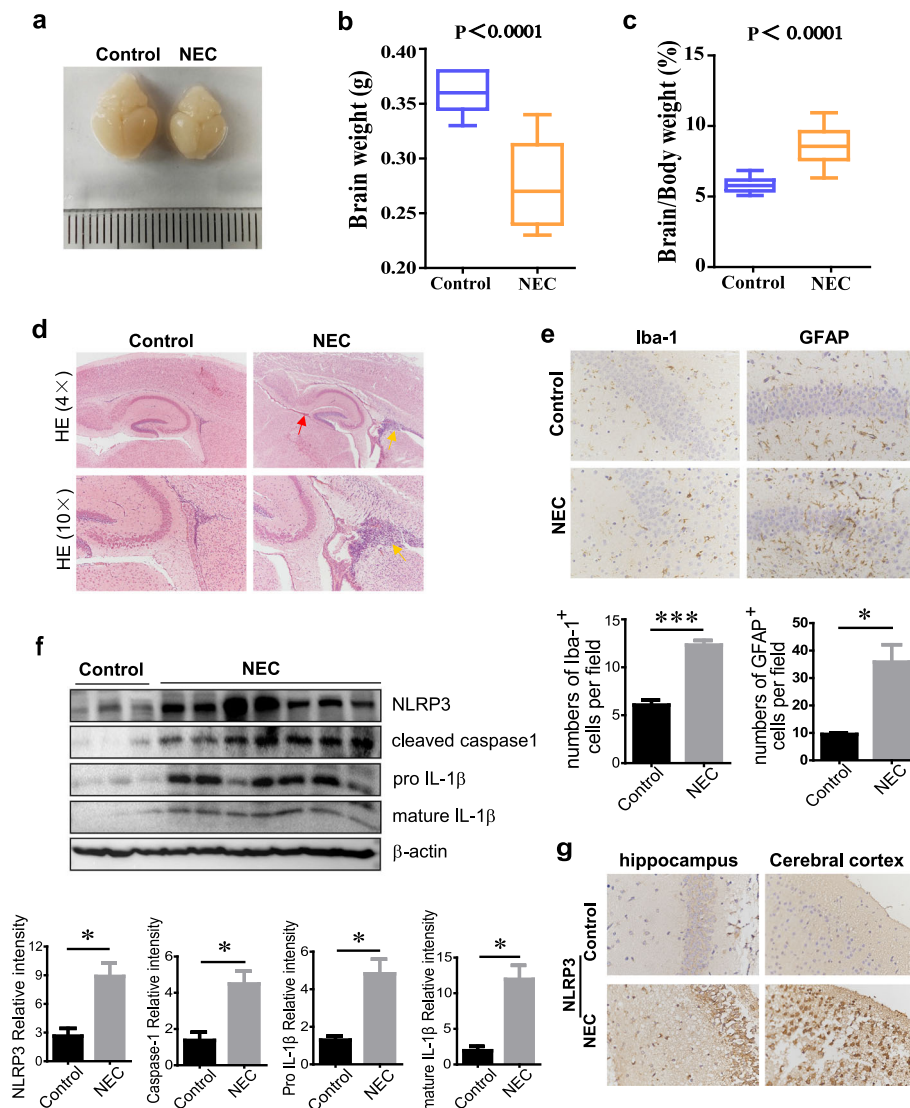 a
Control NEC
b
P<0.0001
Brain weight (g)
0.40
0.35
0.30
0.25
0.20
Control NEC
c
P< 0.0001
Brain/Body weight (%)
15
10
5
0
Control NEC
d
Control NEC
HE (4×)
HE (10×)
e
Iba-1 GFAP
Control
NEC
numbers of Iba-1+
cells per field
15
10
5
0
***
Control NEC
numbers of GFAP+
cells per field
50
40
30
20
10
0
*
Control NEC
f
Control NEC
NLRP3
cleaved caspase1
pro IL-1β
mature IL-1β
β-actin
NLRP3 Relative intensity
12
9
6
3
0
*
Control NEC
Caspase-1 Relative intensity
6
4
2
0
*
Control NEC
Pro IL-1β Relative intensity
6
4
2
0
*
Control NEC
mature IL-1β Relative intensity
15
10
5
0
*
Control NEC
g
hippocampus Cerebral cortex
NLRP3
Control
NEC